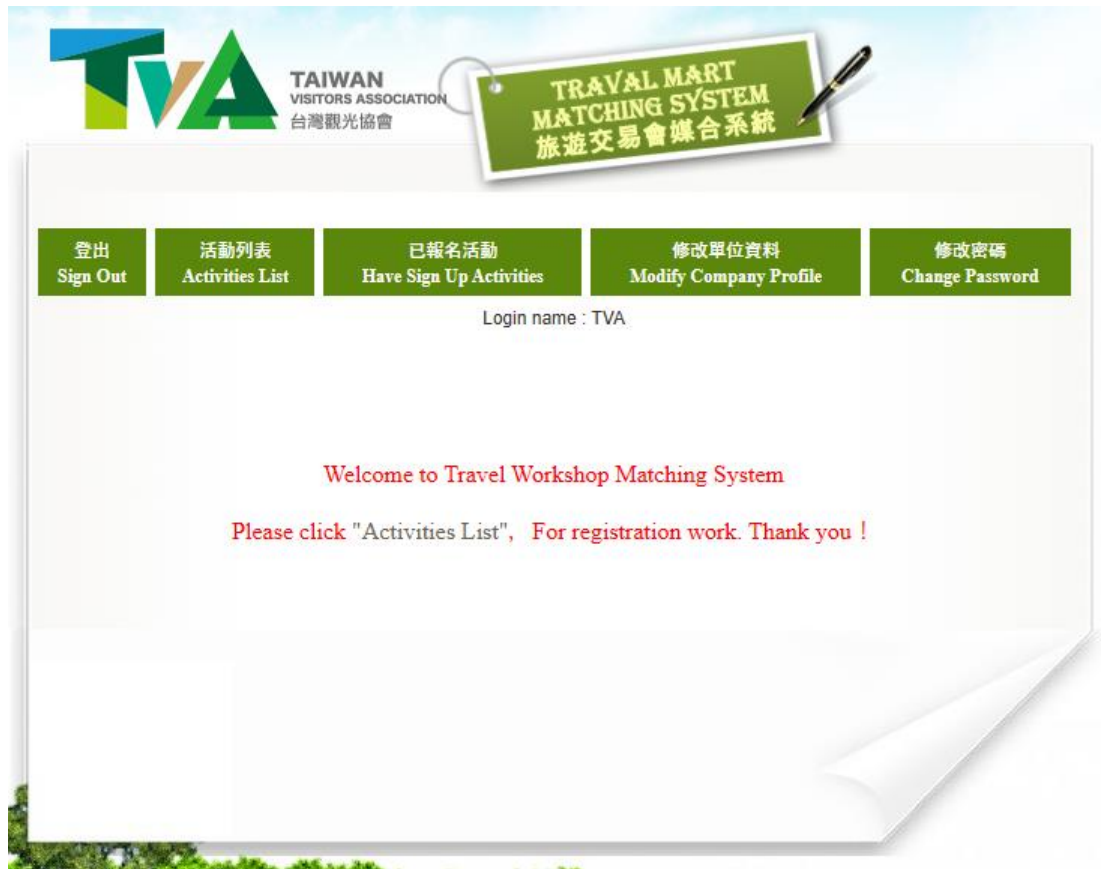 TVA
TAIWAN
VISITORS ASSOCIATION
台灣觀光協會
TRAVAL MART
MATCHING SYSTEM
旅遊交易會媒合系統
登出
Sign Out
活動列表
Activities List
已報名活動
Have Sign Up Activities
修改單位資料
Modify Company Profile
修改密碼
Change Password
Login name : TVA
Welcome to Travel Workshop Matching System
Please click "Activities List", For registration work. Thank you！